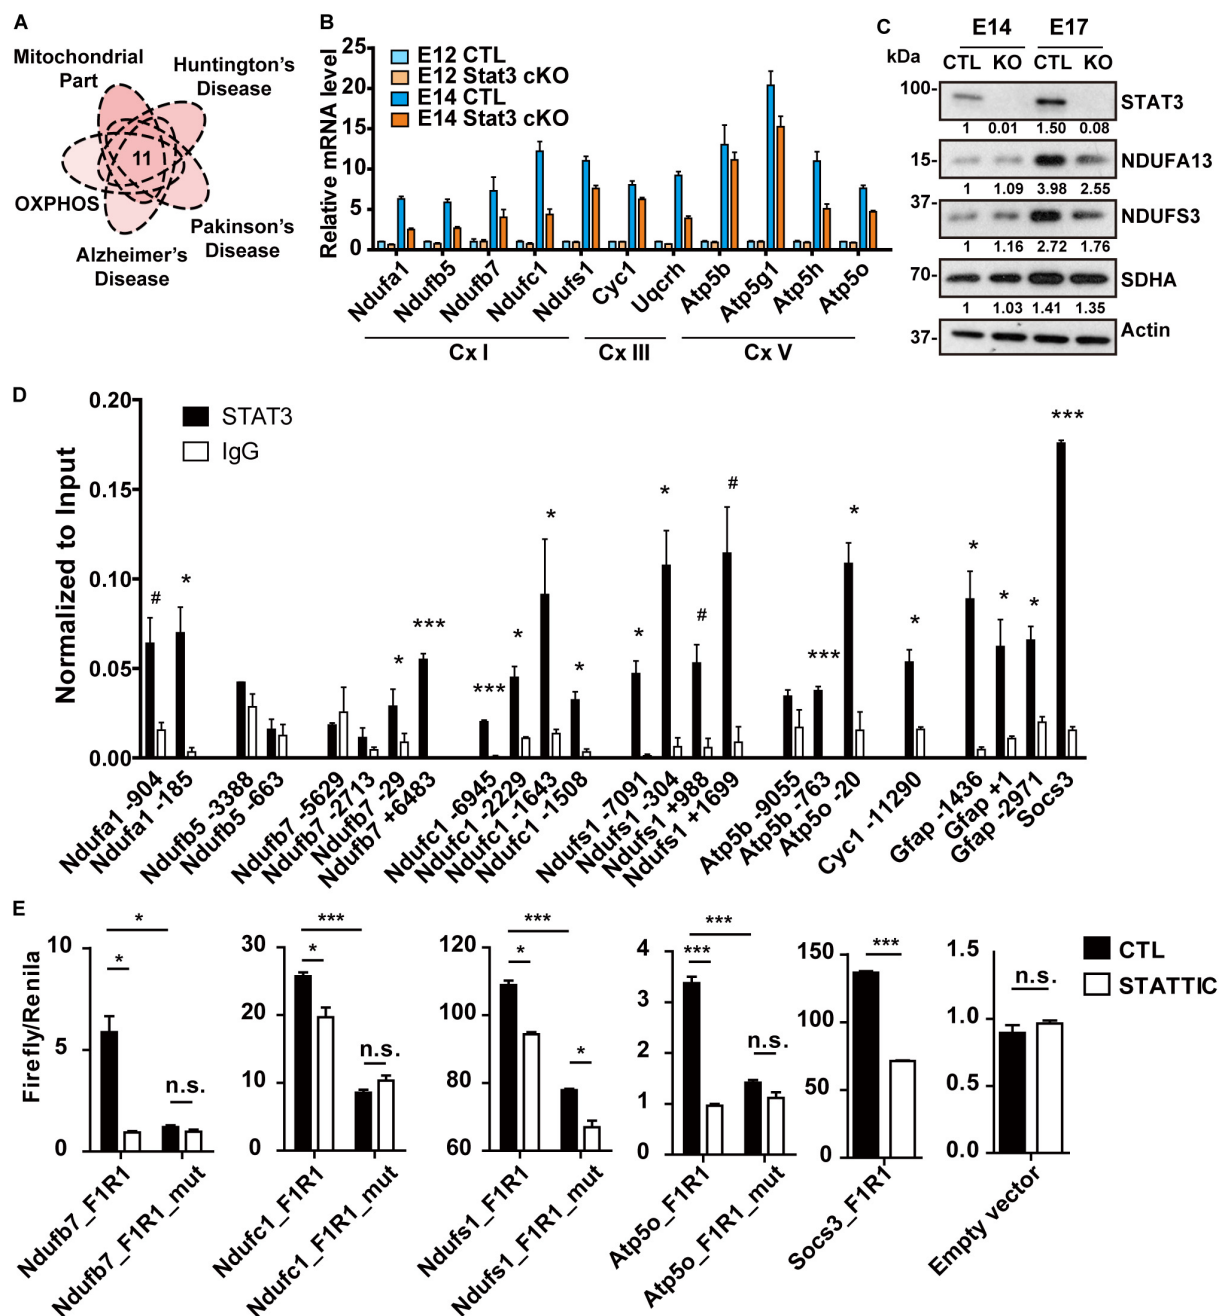 A
Mitochondrial
Part
Huntington's
Disease
11
OXPHOS
Pakinson's
Disease
Alzheimer's
Disease
B
Relative mRNA level
25
20
15
10
5
0
E12 CTL
E12 Stat3 cKO
E14 CTL
E14 Stat3 cKO
Ndufa1
Ndufb5
Ndufb7
Ndufc1
Ndufs1
Cyc1
Uqcrh
Atp5b
Atp5g1
Atp5h
Atp5o
Cx I
Cx III
Cx V
C
E14 E17
kDa CTL KO CTL KO
100- STAT3
1 0.01 1.50 0.08
15- NDUFA13
1 1.09 3.98 2.55
37- NDUFS3
1 1.16 2.72 1.76
70- SDHA
1 1.03 1.41 1.35
37- Actin
D
Normalized to Input
0.20
0.15
0.10
0.05
0.00
STAT3
IgG
# * * *** *** * * * * * # # *** * * * * * ***
Ndufa1 -904
Ndufa1 -185
Ndufb5 -3388
Ndufb5 -663
Ndufb7 -5629
Ndufb7 -2713
Ndufb7 -29
Ndufb7 +6483
Ndufc1 -6945
Ndufc1 -2229
Ndufc1 -1643
Ndufc1 -1508
Ndufs1 -7091
Ndufs1 -304
Ndufs1 +988
Ndufs1 +1699
Atp5b -9055
Atp5b -763
Atp5o -20
Cyc1 -11290
Gfap -1436
Gfap +1
Gfap -2971
Socs3
E
Firefly/Renila
10
5
0
*
*
n.s.
Ndufb7_F1R1
Ndufb7_F1R1_mut
30
20
10
0
***
*
n.s.
Ndufc1_F1R1
Ndufc1_F1R1_mut
120
100
80
60
***
*
*
Ndufs1_F1R1
Ndufs1_F1R1_mut
4
3
2
1
0
***
***
n.s.
Atp5o_F1R1
Atp5o_F1R1_mut
150
100
50
0
***
Socs3_F1R1
1.5
1.0
0.5
0.0
n.s.
Empty vector
CTL
STATTIC